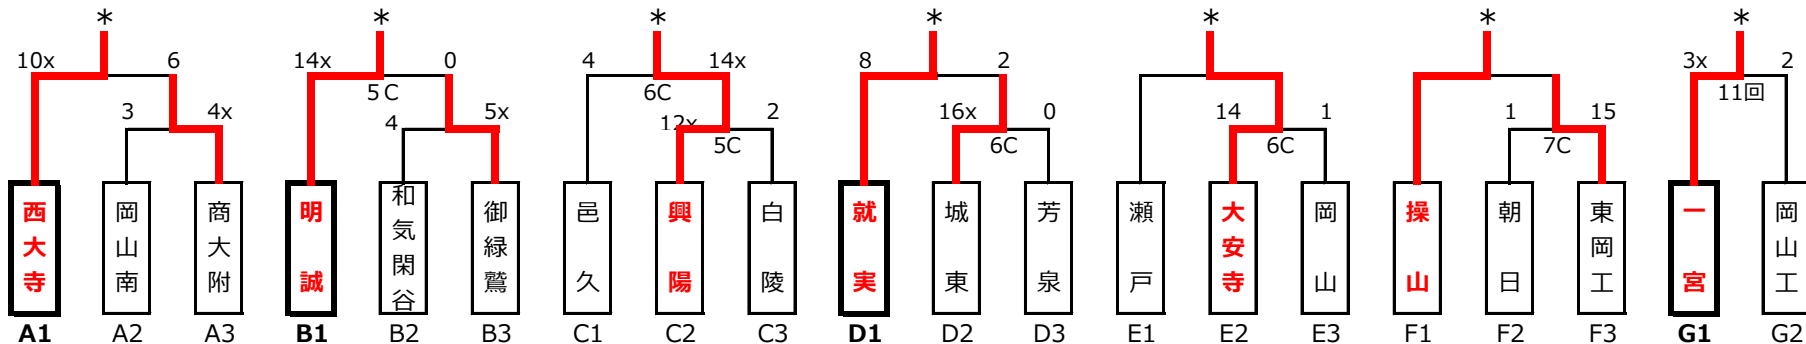 * * * * * * *
10x 6 14x 0 4 14x 8 2 3x 2
5C 6C 11回
3 4x 4 5x 12x 2 16x 0 14 1 1 15
5C 6C 6C 7C
西大寺 岡山南 商大附 明誠 和気閑谷 御緑鷲 邑久 興陽 白陵 就実 城東 芳泉 瀬戸 大安寺 岡山 操山 朝日 東岡工 一宮 岡山工
A1 A2 A3 B1 B2 B3 C1 C2 C3 D1 D2 D3 E1 E2 E3 F1 F2 F3 G1 G2